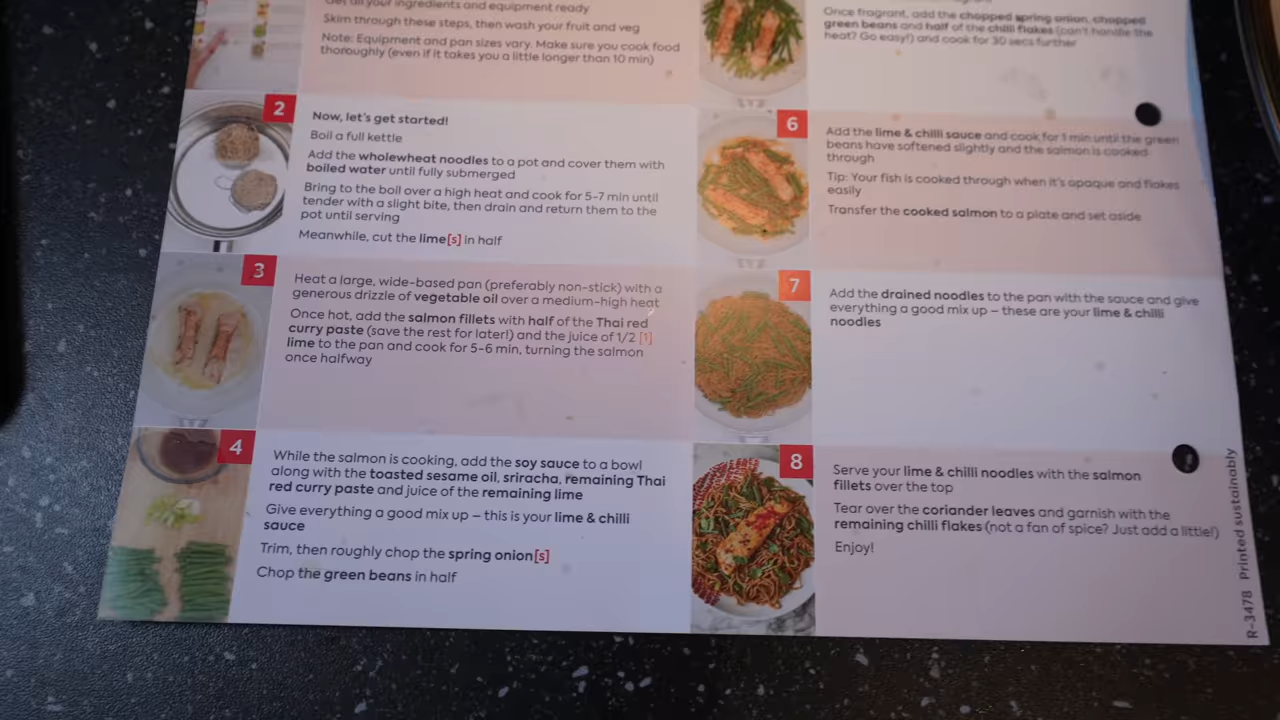 Get all your ingredients and equipment ready
Skim through these steps, then wash your fruit and veg
Note: Equipment and pan sizes vary. Make sure you cook food
thoroughly (even if it takes you a little longer than 10 min)
2
Now, let's get started!
Boil a full kettle
Add the wholewheat noodles to a pot and cover them with
boiled water until fully submerged
Bring to the boil over a high heat and cook for 5-7 min until
tender with a slight bite, then drain and return them to the
pot until serving
Meanwhile, cut the lime[s] in half
3
Heat a large, wide-based pan (preferably non-stick) with a
generous drizzle of vegetable oil over a medium-high heat
Once hot, add the salmon fillets with half of the Thai red
curry paste (save the rest for later!) and the juice of 1/2 [1]
lime to the pan and cook for 5-6 min, turning the salmon
once halfway
4
While the salmon is cooking, add the soy sauce to a bowl
along with the toasted sesame oil, sriracha, remaining Thai
red curry paste and juice of the remaining lime
Give everything a good mix up – this is your lime & chilli
sauce
Trim, then roughly chop the spring onion[s]
Chop the green beans in half
Once fragrant, add the chopped spring onion, chopped
green beans and half of the chilli flakes (can't handle the
heat? Go easy!) and cook for 30 secs further
6
Add the lime & chilli sauce and cook for 1 min until the green
beans have softened slightly and the salmon is cooked
through
Tip: Your fish is cooked through when it's opaque and flakes
easily
Transfer the cooked salmon to a plate and set aside
7
Add the drained noodles to the pan with the sauce and give
everything a good mix up – these are your lime & chilli
noodles
8
Serve your lime & chilli noodles with the salmon
fillets over the top
Tear over the coriander leaves and garnish with the
remaining chilli flakes (not a fan of spice? Just add a little!)
Enjoy!
R-3478 Printed sustainably